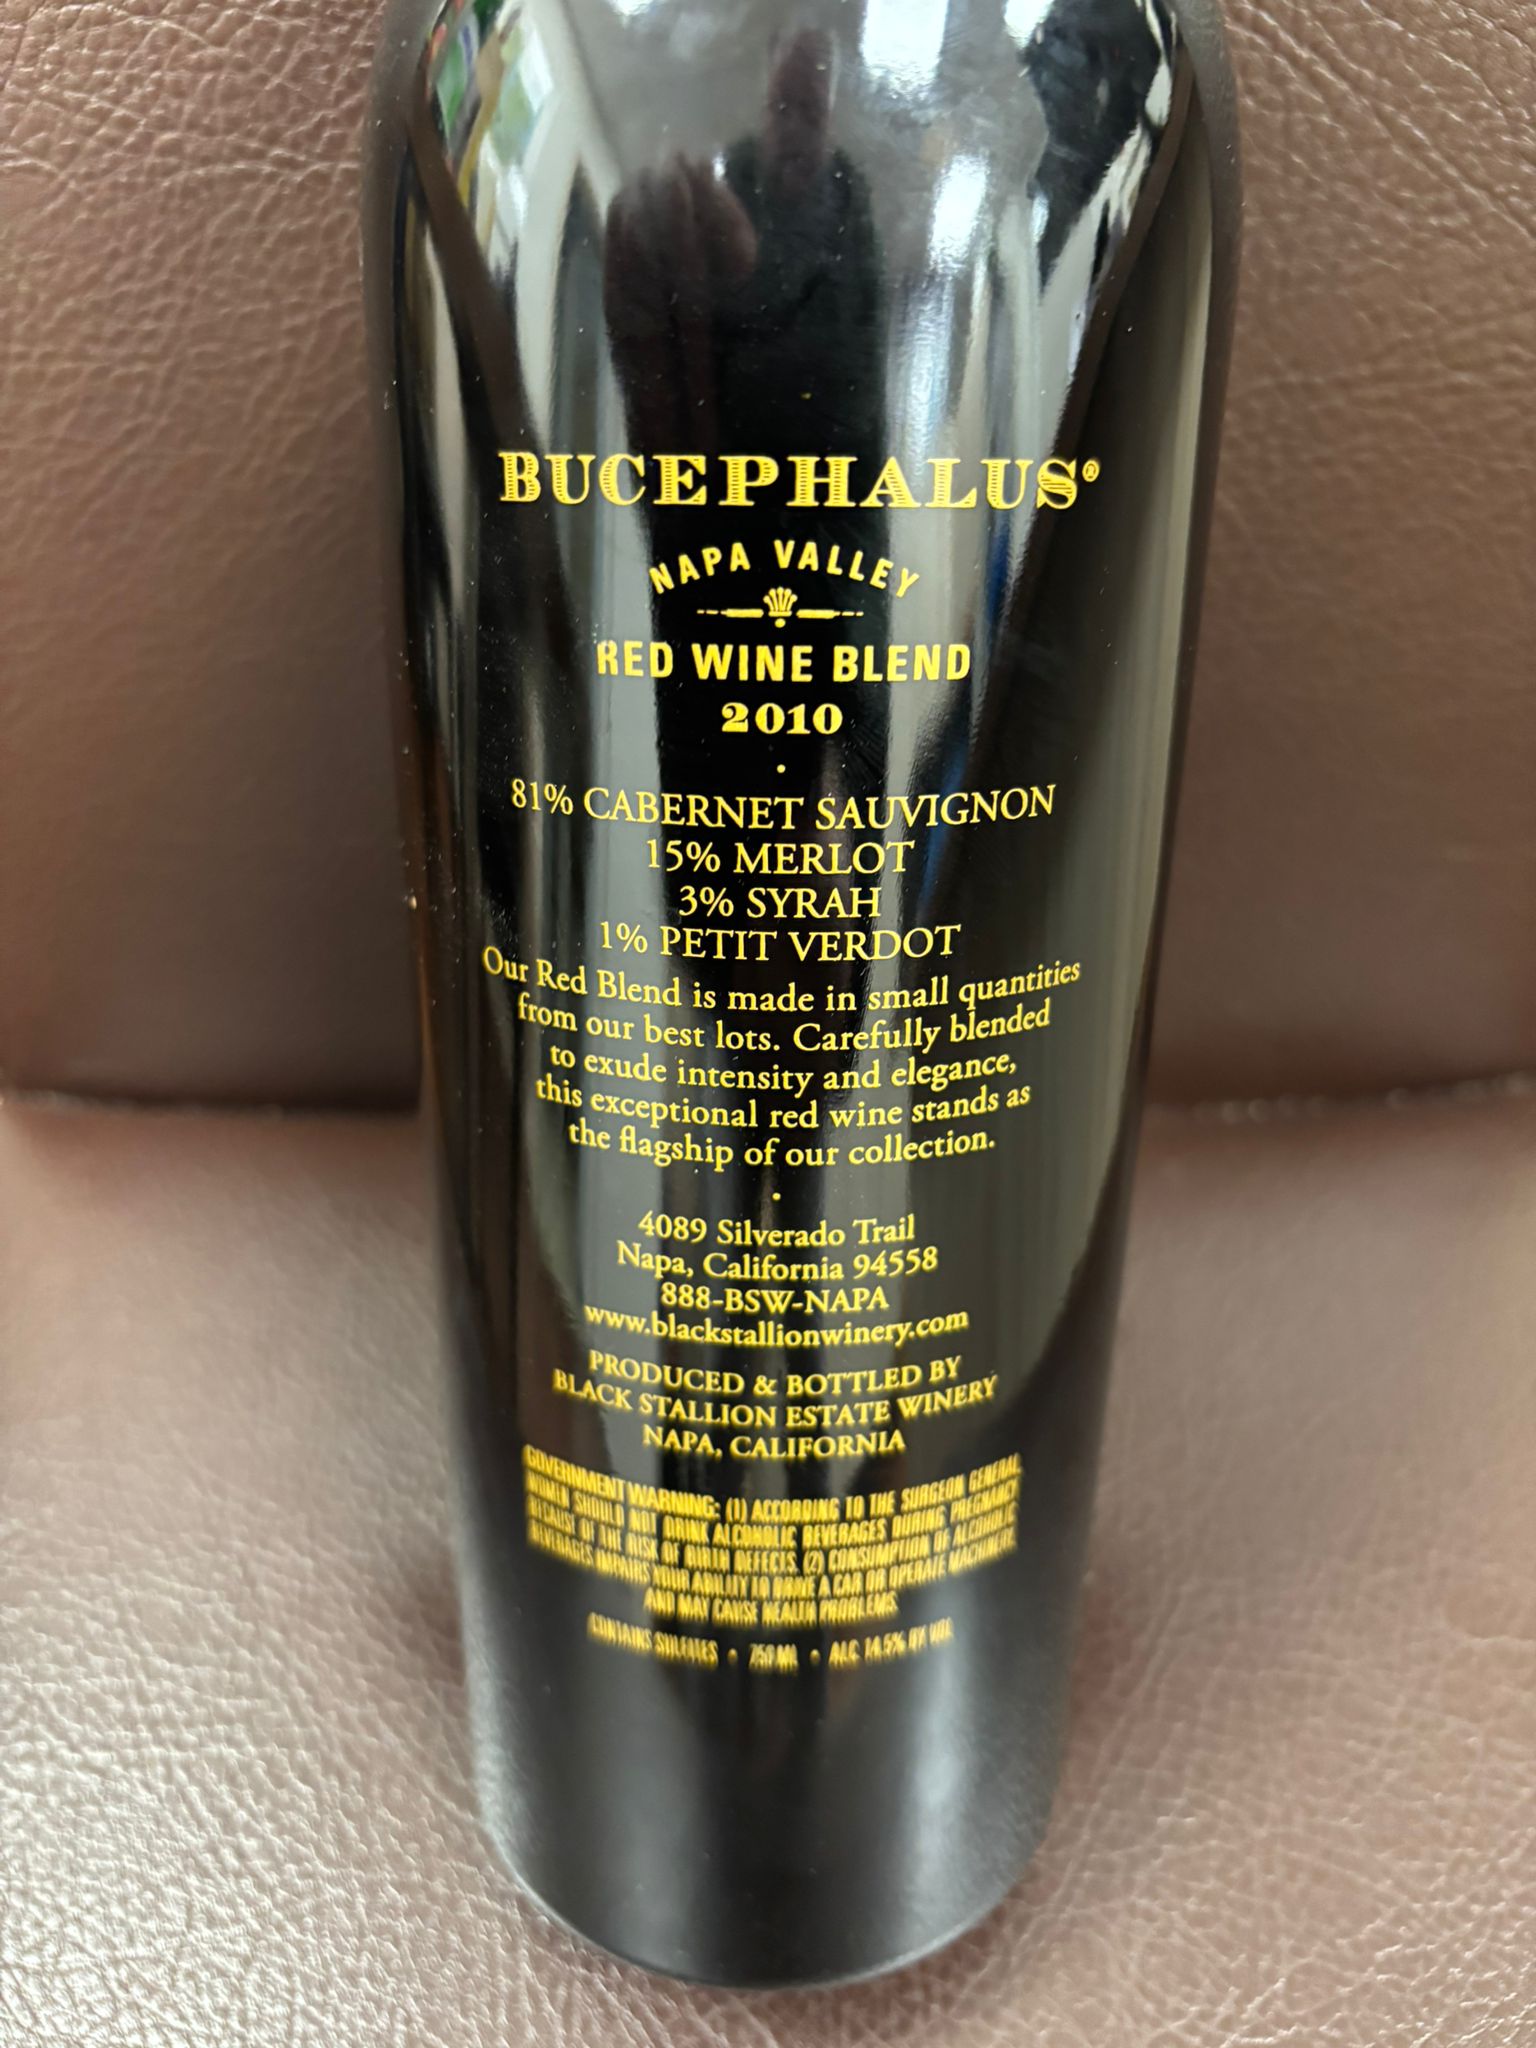 BUCEPHALUS®
NAPA VALLEY
RED WINE BLEND
2010
81% CABERNET SAUVIGNON
15% MERLOT
3% SYRAH
1% PETIT VERDOT
Our Red Blend is made in small quantities
from our best lots. Carefully blended
to exude intensity and elegance,
this exceptional red wine stands as
the flagship of our collection.
4089 Silverado Trail
Napa, California 94558
888-BSW-NAPA
www.blackstallionwinery.com
PRODUCED & BOTTLED BY
BLACK STALLION ESTATE WINERY
NAPA, CALIFORNIA
GOVERNMENT WARNING: (1) ACCORDING TO THE SURGEON GENERAL,
WOMEN SHOULD NOT DRINK ALCOHOLIC BEVERAGES DURING PREGNANCY
BECAUSE OF THE RISK OF BIRTH DEFECTS. (2) CONSUMPTION OF ALCOHOLIC
BEVERAGES IMPAIRS YOUR ABILITY TO DRIVE A CAR OR OPERATE MACHINERY,
AND MAY CAUSE HEALTH PROBLEMS.
CONTAINS SULFITES • 750 ML • ALC 14.5% BY VOL